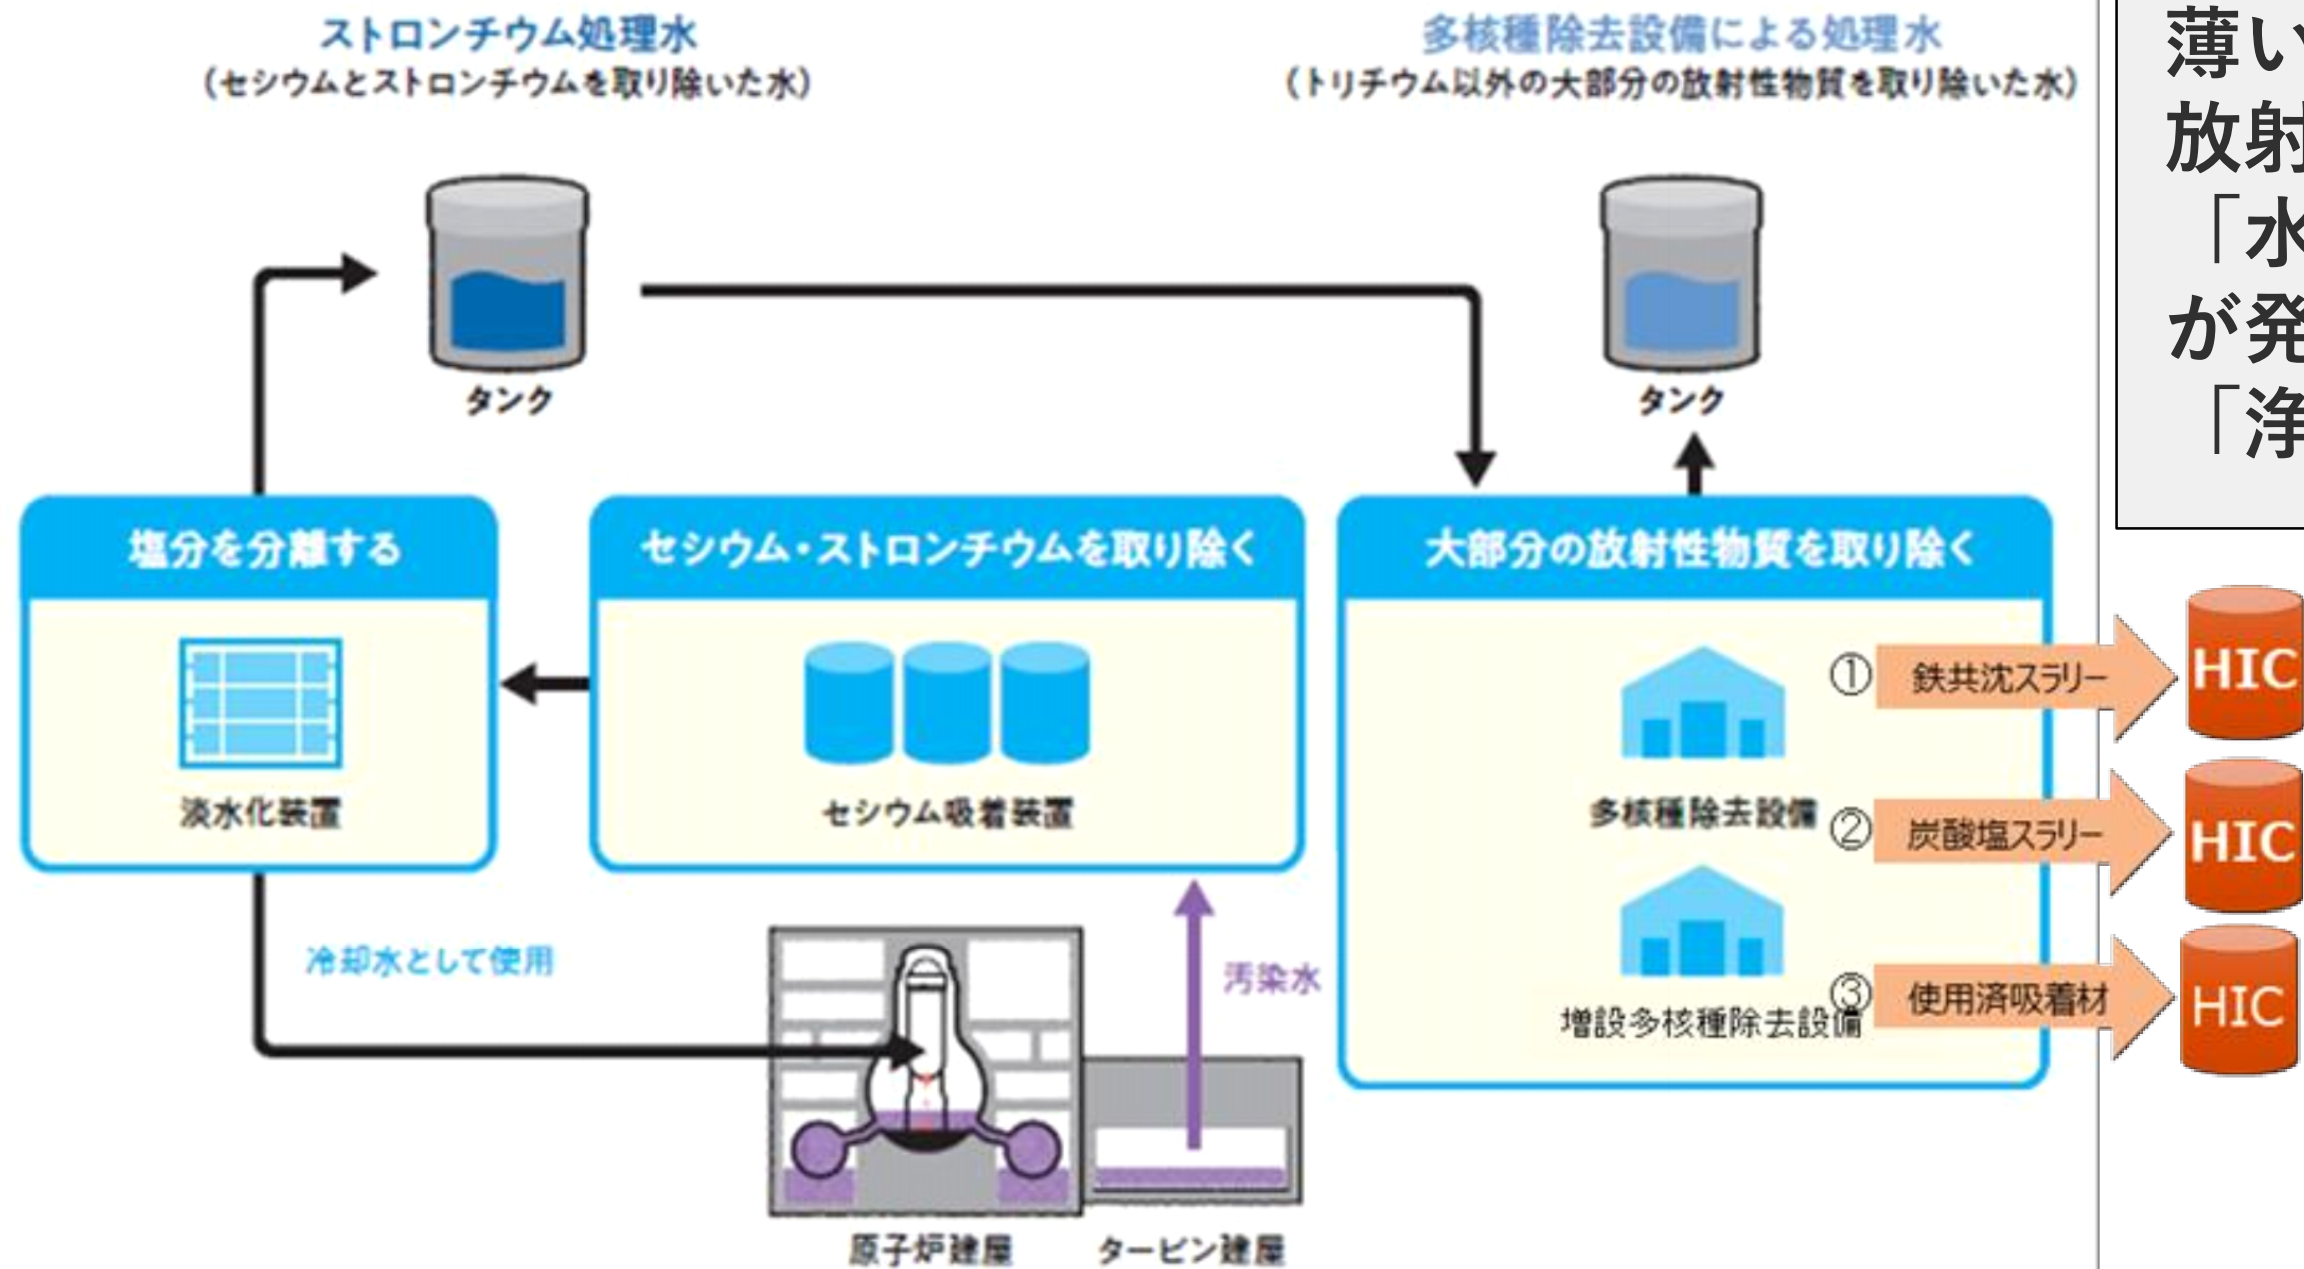 ストロンチウム処理水
（セシウムとストロンチウムを取り除いた水）
多核種除去設備による処理水
（トリチウム以外の大部分の放射性物質を取り除いた水）
薄い
放射
「水
が発
「浄
タンク
タンク
塩分を分離する
淡水化装置
セシウム・ストロンチウムを取り除く
セシウム吸着装置
大部分の放射性物質を取り除く
多核種除去設備
増設多核種除去設備
① 鉄共沈スラリー
HIC
② 炭酸塩スラリー
HIC
③ 使用済吸着材
HIC
冷却水として使用
汚染水
原子炉建屋
タービン建屋